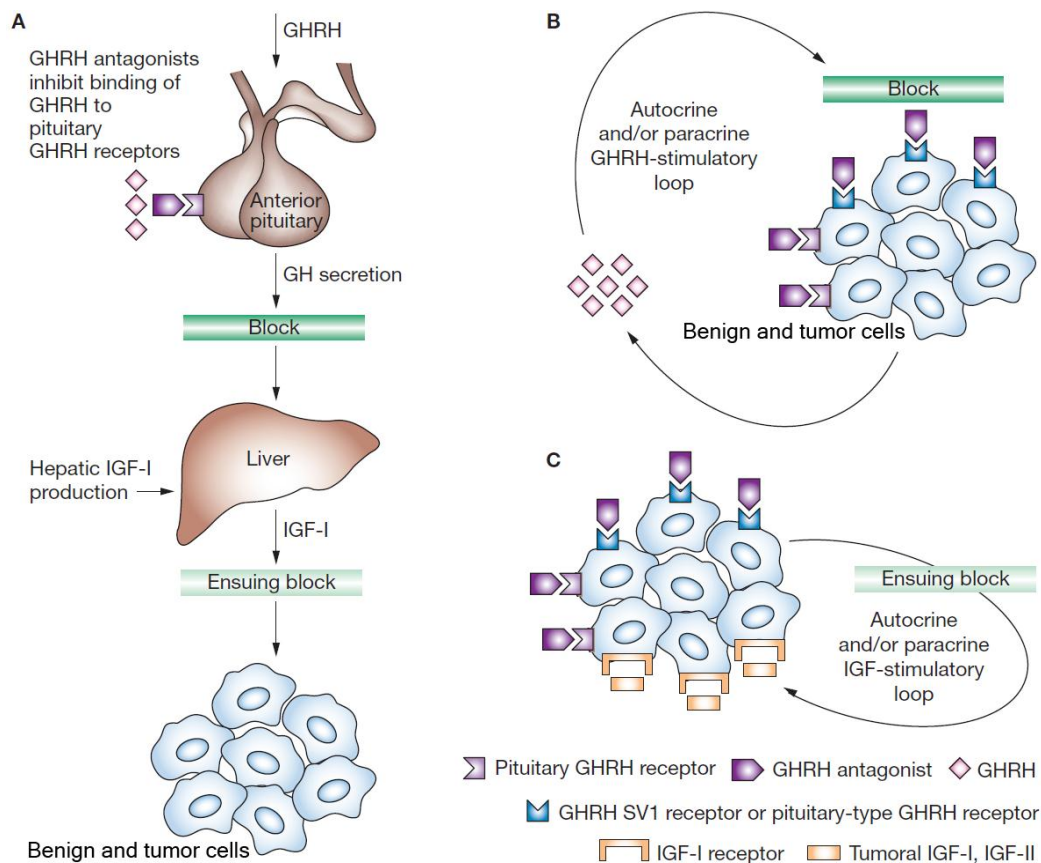 A
GHRH
GHRH antagonists
inhibit binding of
GHRH to
pituitary
GHRH receptors
Anterior
pituitary
GH secretion
Block
Liver
Hepatic IGF-I
production
IGF-I
Ensuing block
Benign and tumor cells
B
Block
Autocrine
and/or paracrine
GHRH-stimulatory
loop
Benign and tumor cells
C
Ensuing block
Autocrine
and/or paracrine
IGF-stimulatory
loop
Pituitary GHRH receptor
GHRH antagonist
GHRH
GHRH SV1 receptor or pituitary-type GHRH receptor
IGF-I receptor
Tumoral IGF-I, IGF-II